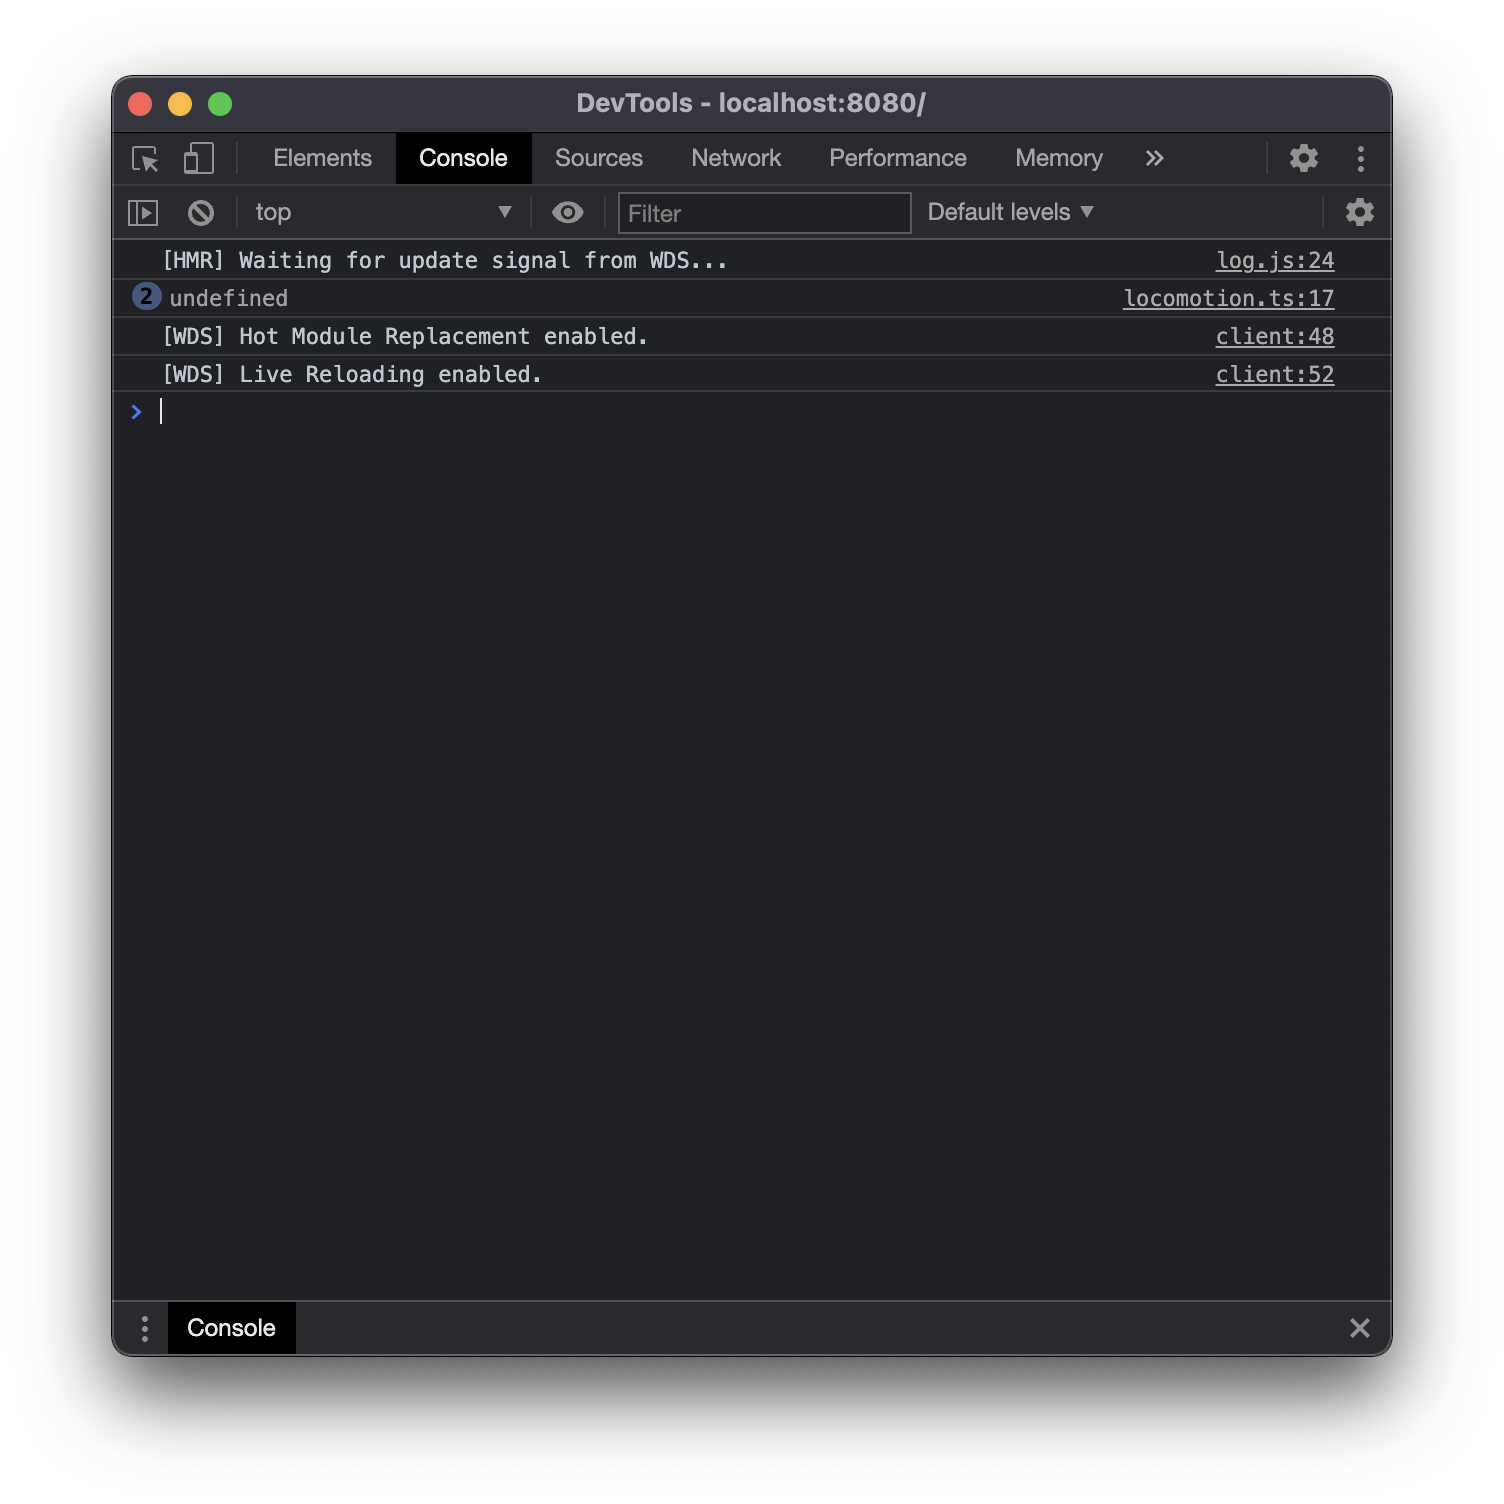 DevTools - localhost:8080/
Elements Console Sources Network Performance Memory
top Filter Default levels
[HMR] Waiting for update signal from WDS... log.js:24
2 undefined locomotion.ts:17
[WDS] Hot Module Replacement enabled. client:48
[WDS] Live Reloading enabled. client:52
Console